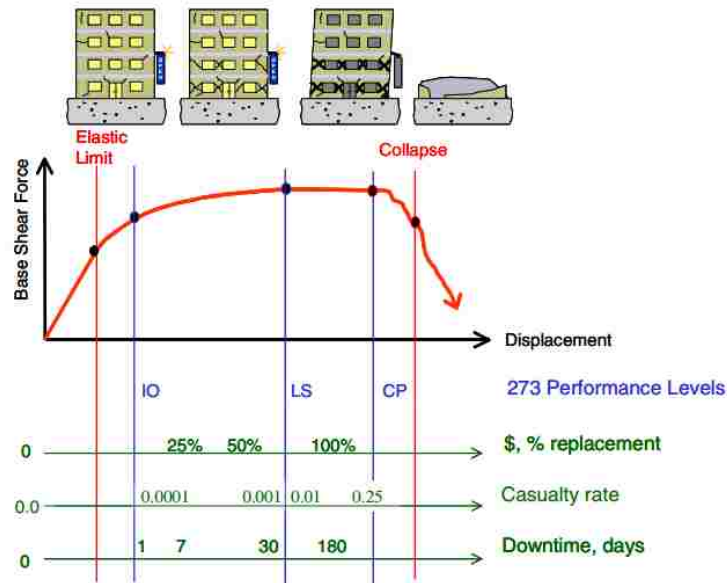 Elastic
Limit
Collapse
Base Shear Force
Displacement
IO LS CP 273 Performance Levels
0 25% 50% 100% $, % replacement
0.0 0.0001 0.001 0.01 0.25 Casualty rate
0 1 7 30 180 Downtime, days